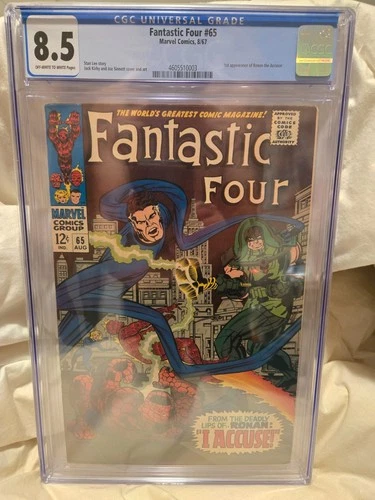 CGC UNIVERSAL GRADE
8.5
OFF-WHITE TO WHITE Pages
Fantastic Four #65
Marvel Comics, 8/67
Stan Lee story
Jack Kirby and Joe Sinnott cover and art
1st appearance of Ronan the Accuser.
4605910003
THE WORLD'S GREATEST COMIC MAGAZINE!
Fantastic
Four
APPROVED
BY THE
COMICS
CODE
AUTHORITY
MARVEL
COMICS
GROUP
12¢
IND.
65
AUG
FROM THE DEADLY
LIPS OF RONAN:
"I ACCUSE!"